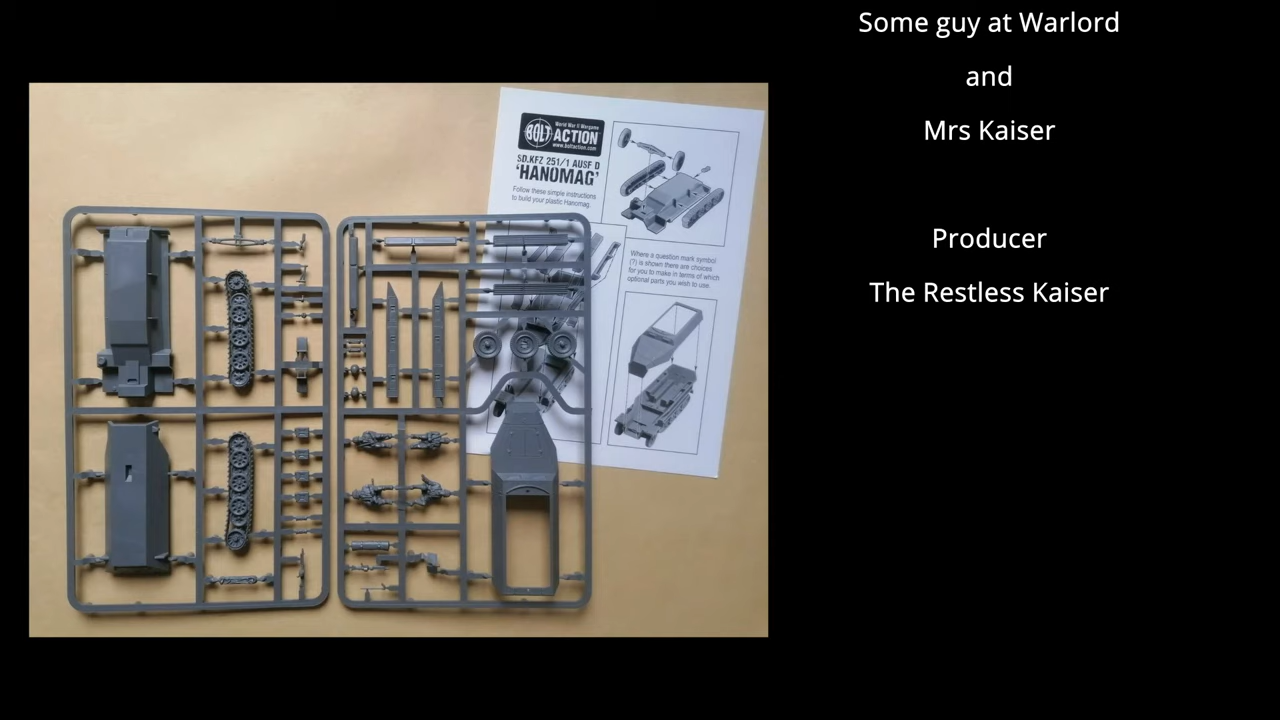 Some guy at Warlord
and
Mrs Kaiser
Producer
The Restless Kaiser
World War II Wargame
BOLT ACTION
www.boltaction.com
SD.KFZ 251/1 AUSF D
'HANOMAG'
Follow these simple instructions
to build your plastic Hanomag.
Where a question mark symbol
(?) is shown there are choices
for you to make in terms of which
optional parts you wish to use.